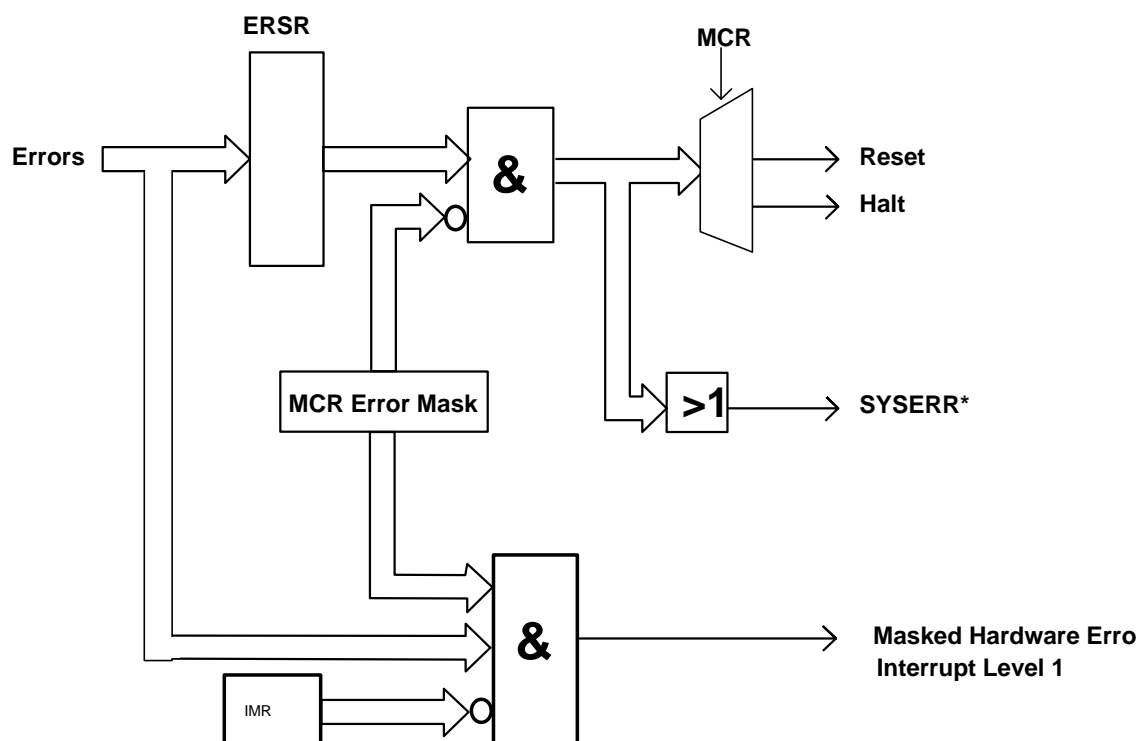 ERSR
MCR
Errors
Reset
&
Halt
MCR Error Mask
>1
SYSERR*
&
Masked Hardware Erro
Interrupt Level 1
IMR